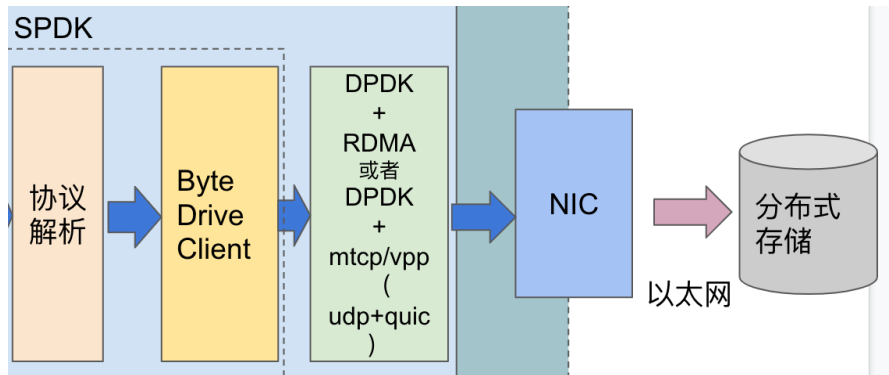 SPDK
协议
解析
Byte
Drive
Client
DPDK
+
RDMA
或者
DPDK
+
mtcp/vpp
(
udp+quic
)
NIC
以太网
分布式
存储